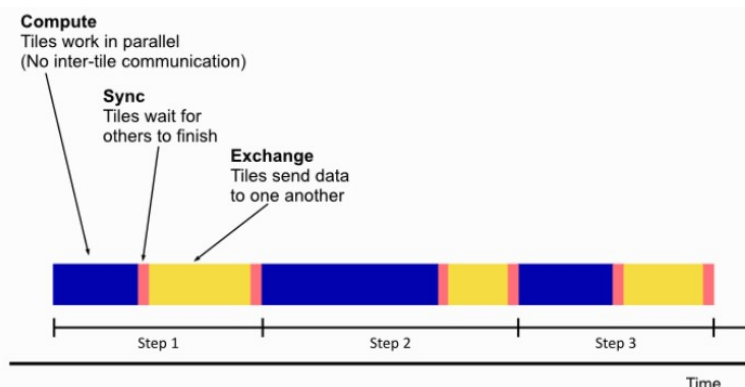 Compute
Tiles work in parallel
(No inter-tile communication)
Sync
Tiles wait for
others to finish
Exchange
Tiles send data
to one another
Step 1
Step 2
Step 3
Time